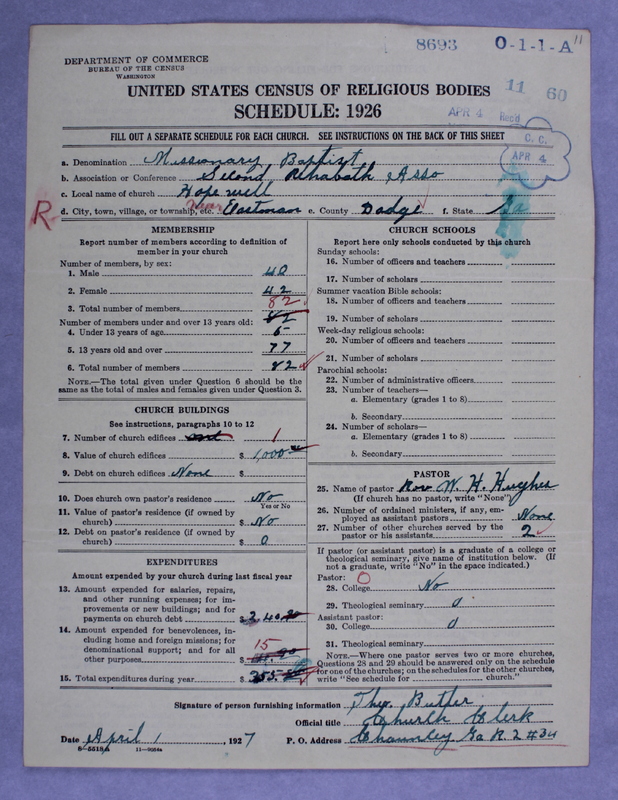 8693 O-1-1-A 11
DEPARTMENT OF COMMERCE
BUREAU OF THE CENSUS
WASHINGTON
UNITED STATES CENSUS OF RELIGIOUS BODIES
11 60
SCHEDULE: 1926
APR 4 Rec'd
FILL OUT A SEPARATE SCHEDULE FOR EACH CHURCH. SEE INSTRUCTIONS ON THE BACK OF THIS SHEET
C. C.
APR 4
a. Denomination Missionary Baptist
b. Association or Conference Second Rehabath Asso
c. Local name of church Hopewell
R d. City, town, village, or township, etc. near Eastman e. County Dodge f. State Ga
MEMBERSHIP
Report number of members according to definition of
member in your church
Number of members, by sex:
1. Male 40
2. Female 42
3. Total number of members 82
82
Number of members under and over 13 years old:
4. Under 13 years of age 5
5. 13 years old and over 77
6. Total number of members 82
NOTE.—The total given under Question 6 should be the
same as the total of males and females given under Question 3.
CHURCH BUILDINGS
See instructions, paragraphs 10 to 12
7. Number of church edifices 1
8. Value of church edifices $ 1,000
9. Debt on church edifices None $
10. Does church own pastor's residence No
Yes or No
11. Value of pastor's residence (if owned by
church) $ No
12. Debt on pastor's residence (if owned by
church) $ 0
EXPENDITURES
Amount expended by your church during last fiscal year
13. Amount expended for salaries, repairs,
and other running expenses; for im-
provements or new buildings; and for
payments on church debt $ 240
14. Amount expended for benevolences, in-
cluding home and foreign missions; for
denominational support; and for all
other purposes $ 15
15. Total expenditures during year $ 255
CHURCH SCHOOLS
Report here only schools conducted by this church
Sunday schools:
16. Number of officers and teachers
17. Number of scholars
Summer vacation Bible schools:
18. Number of officers and teachers
19. Number of scholars
Week-day religious schools:
20. Number of officers and teachers
21. Number of scholars
Parochial schools:
22. Number of administrative officers
23. Number of teachers—
a. Elementary (grades 1 to 8)
b. Secondary
24. Number of scholars—
a. Elementary (grades 1 to 8)
b. Secondary
PASTOR
25. Name of pastor Rev W. H. Hughes
(If church has no pastor, write "None")
26. Number of ordained ministers, if any, em-
ployed as assistant pastors None
27. Number of other churches served by the
pastor or his assistants 2
If pastor (or assistant pastor) is a graduate of a college or
theological seminary, give name of institution below. (If
not a graduate, write "No" in the space indicated.)
Pastor: O
28. College No
29. Theological seminary 0
Assistant pastor:
30. College 0
31. Theological seminary
NOTE.—Where one pastor serves two or more churches,
Questions 28 and 29 should be answered only on the schedule
for one of the churches; on the schedules for the other churches,
write "See schedule for church."
Signature of person furnishing information Theo. Butler
Official title Church Clerk
Date April 1, 1927 P. O. Address Chauncey Ga R. 2 #34
8-5518a 11-9084a